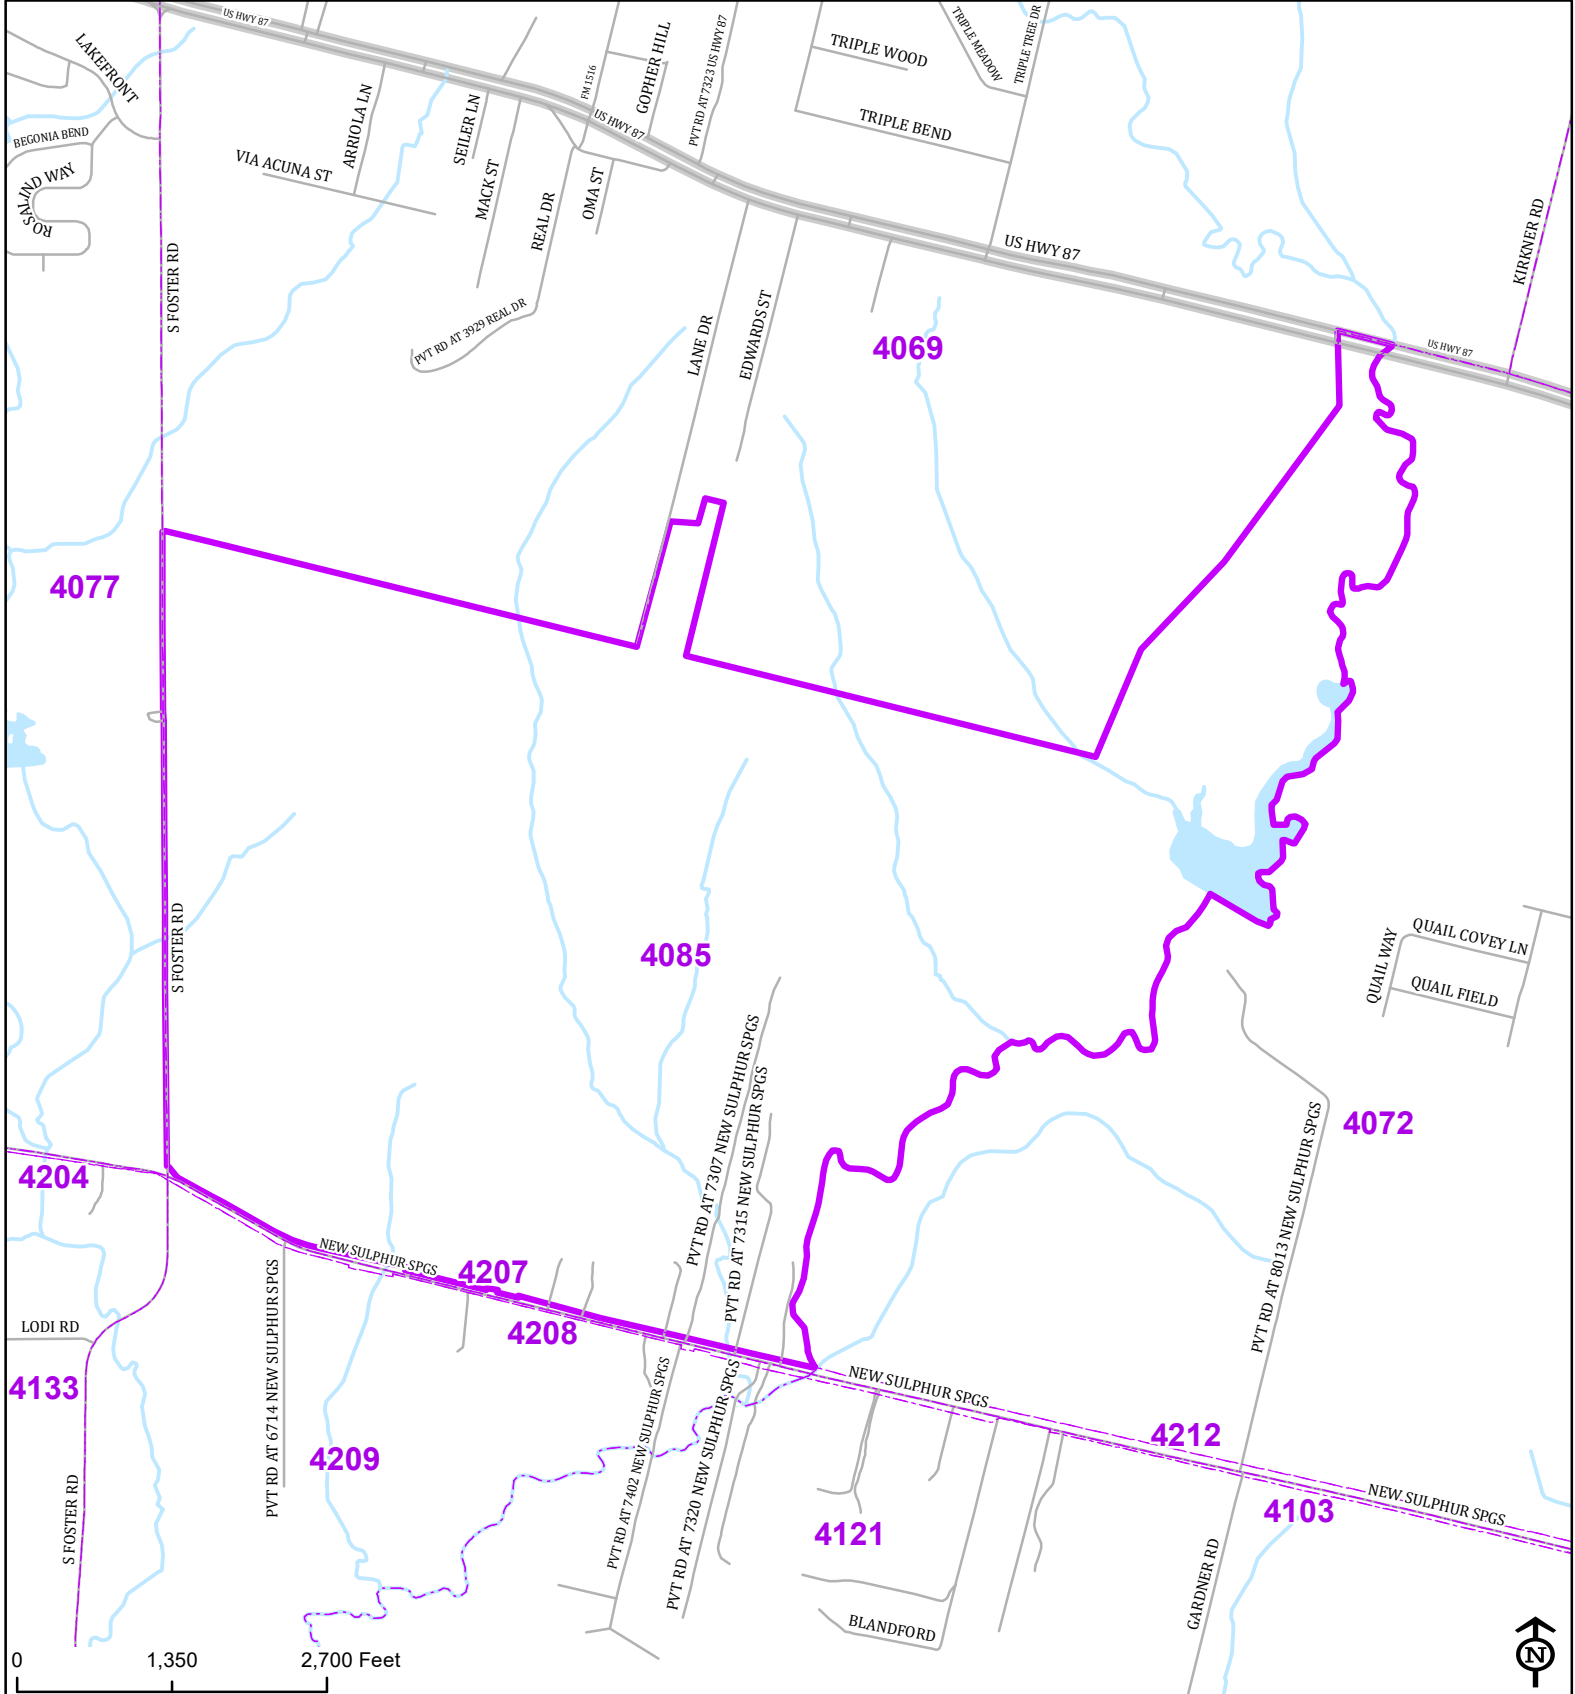 US HWY 87
LAKEFRONT
BEGONIA BEND
ROSALIND WAY
VIA ACUNA ST
ARRIOLA LN
SEILER LN
MACK ST
REAL DR
OMA ST
FM 1516
GOPHER HILL
PVT RD AT 7323 US HWY 87
US HWY 87
TRIPLE WOOD
TRIPLE BEND
TRIPLE MEADOW
TRIPLE TREE DR
KIRKNER RD
S FOSTER RD
PVT RD AT 3929 REAL DR
LANE DR
EDWARDS ST
US HWY 87
4069
US HWY 87
4077
S FOSTER RD
4085
QUAIL WAY
QUAIL COVEY LN
QUAIL FIELD
PVT RD AT 7307 NEW SULPHUR SPGS
PVT RD AT 7315 NEW SULPHUR SPGS
4072
PVT RD AT 8013 NEW SULPHUR SPGS
4204
NEW SULPHUR SPGS
4207
4208
LODI RD
4133
PVT RD AT 6714 NEW SULPHUR SPGS
4209
S FOSTER RD
PVT RD AT 7402 NEW SULPHUR SPGS
PVT RD AT 7320 NEW SULPHUR SPGS
NEW SULPHUR SPGS
4212
4103
NEW SULPHUR SPGS
4121
BLANDFORD
GARDNER RD
0 1,350 2,700 Feet
N